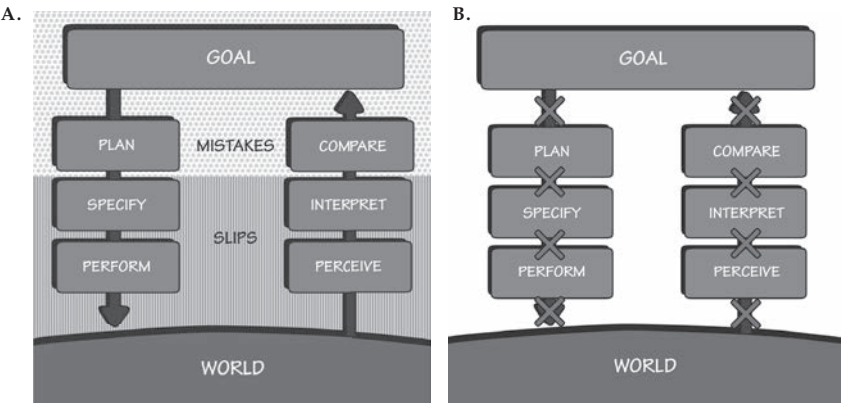 A.
GOAL
PLAN
MISTAKES
COMPARE
SPECIFY
INTERPRET
SLIPS
PERFORM
PERCEIVE
WORLD
B.
GOAL
PLAN
COMPARE
SPECIFY
INTERPRET
PERFORM
PERCEIVE
WORLD